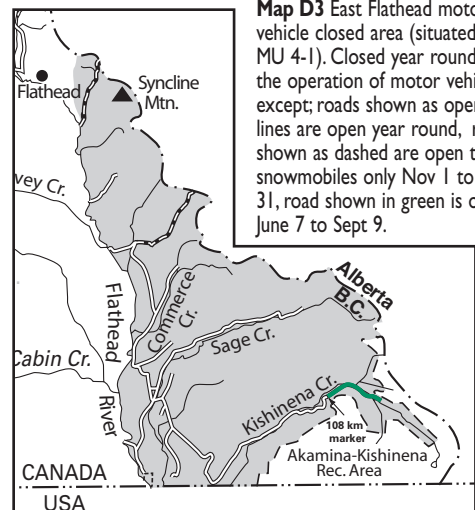 Map D3 East Flathead moto
vehicle closed area (situated
MU 4-1). Closed year round
the operation of motor vehi
except; roads shown as ope
lines are open year round,
shown as dashed are open t
snowmobiles only Nov 1 to
31, road shown in green is o
June 7 to Sept 9.
Flathead
Syncline
Mtn.
vey Cr.
Alberta
B.C.
Flathead
River
Commerce
Cr.
Sage Cr.
Cabin Cr.
Kishinena Cr.
108 km
marker
Akamina-Kishinena
Rec. Area
CANADA
USA